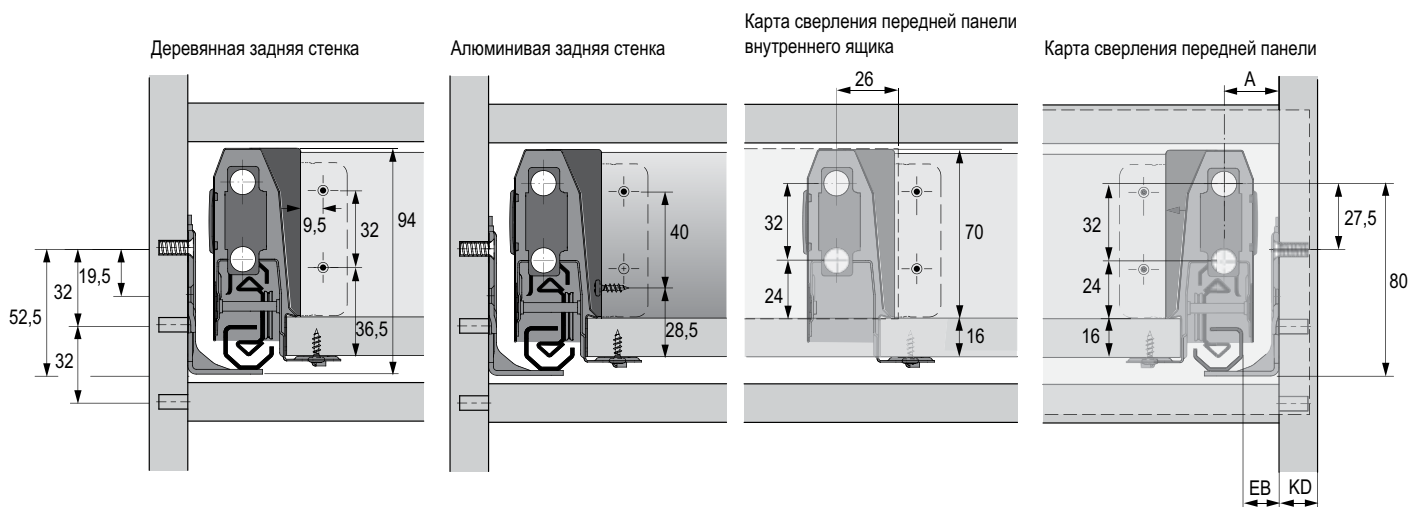 Деревянная задняя стенка
Алюминивая задняя стенка
Карта сверления передней панели
внутреннего ящика
Карта сверления передней панели
52,5
32
32
19,5
9,5
32
36,5
94
40
28,5
26
32
24
70
16
A
32
24
16
27,5
80
EB
KD